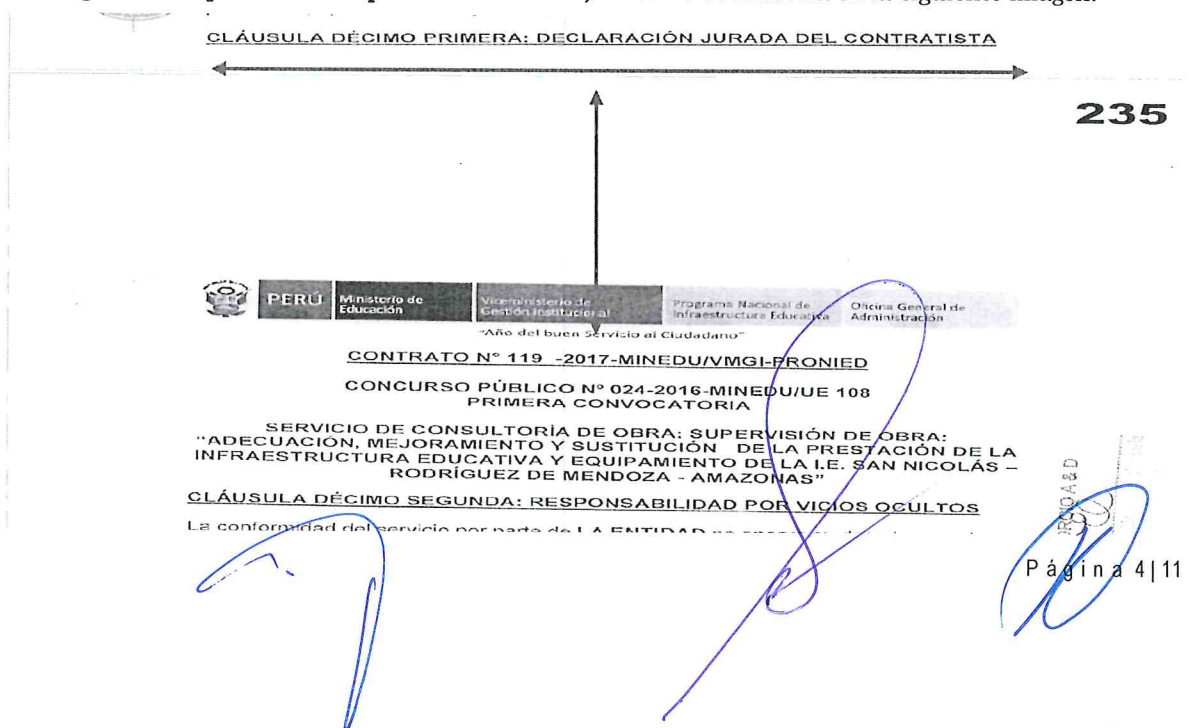 siguiente imagen:
CLÁUSULA DÉCIMO PRIMERA: DECLARACIÓN JURADA DEL CONTRATISTA
235
PERÚ Ministerio de Educación Viceministerio de Gestión Institucional Programa Nacional de Infraestructura Educativa Oficina General de Administración
"Año del buen Servicio al Ciudadano"
CONTRATO N° 119 -2017-MINEDU/VMGI-PRONIED
CONCURSO PÚBLICO Nº 024-2016-MINEDU/UE 108
PRIMERA CONVOCATORIA
SERVICIO DE CONSULTORÍA DE OBRA: SUPERVISIÓN DE OBRA:
"ADECUACIÓN, MEJORAMIENTO Y SUSTITUCIÓN DE LA PRESTACIÓN DE LA
INFRAESTRUCTURA EDUCATIVA Y EQUIPAMIENTO DE LA I.E. SAN NICOLÁS –
RODRÍGUEZ DE MENDOZA - AMAZONAS"
CLÁUSULA DÉCIMO SEGUNDA: RESPONSABILIDAD POR VICIOS OCULTOS
La conformidad del servicio por parte de LA ENTIDAD
Página 4|11